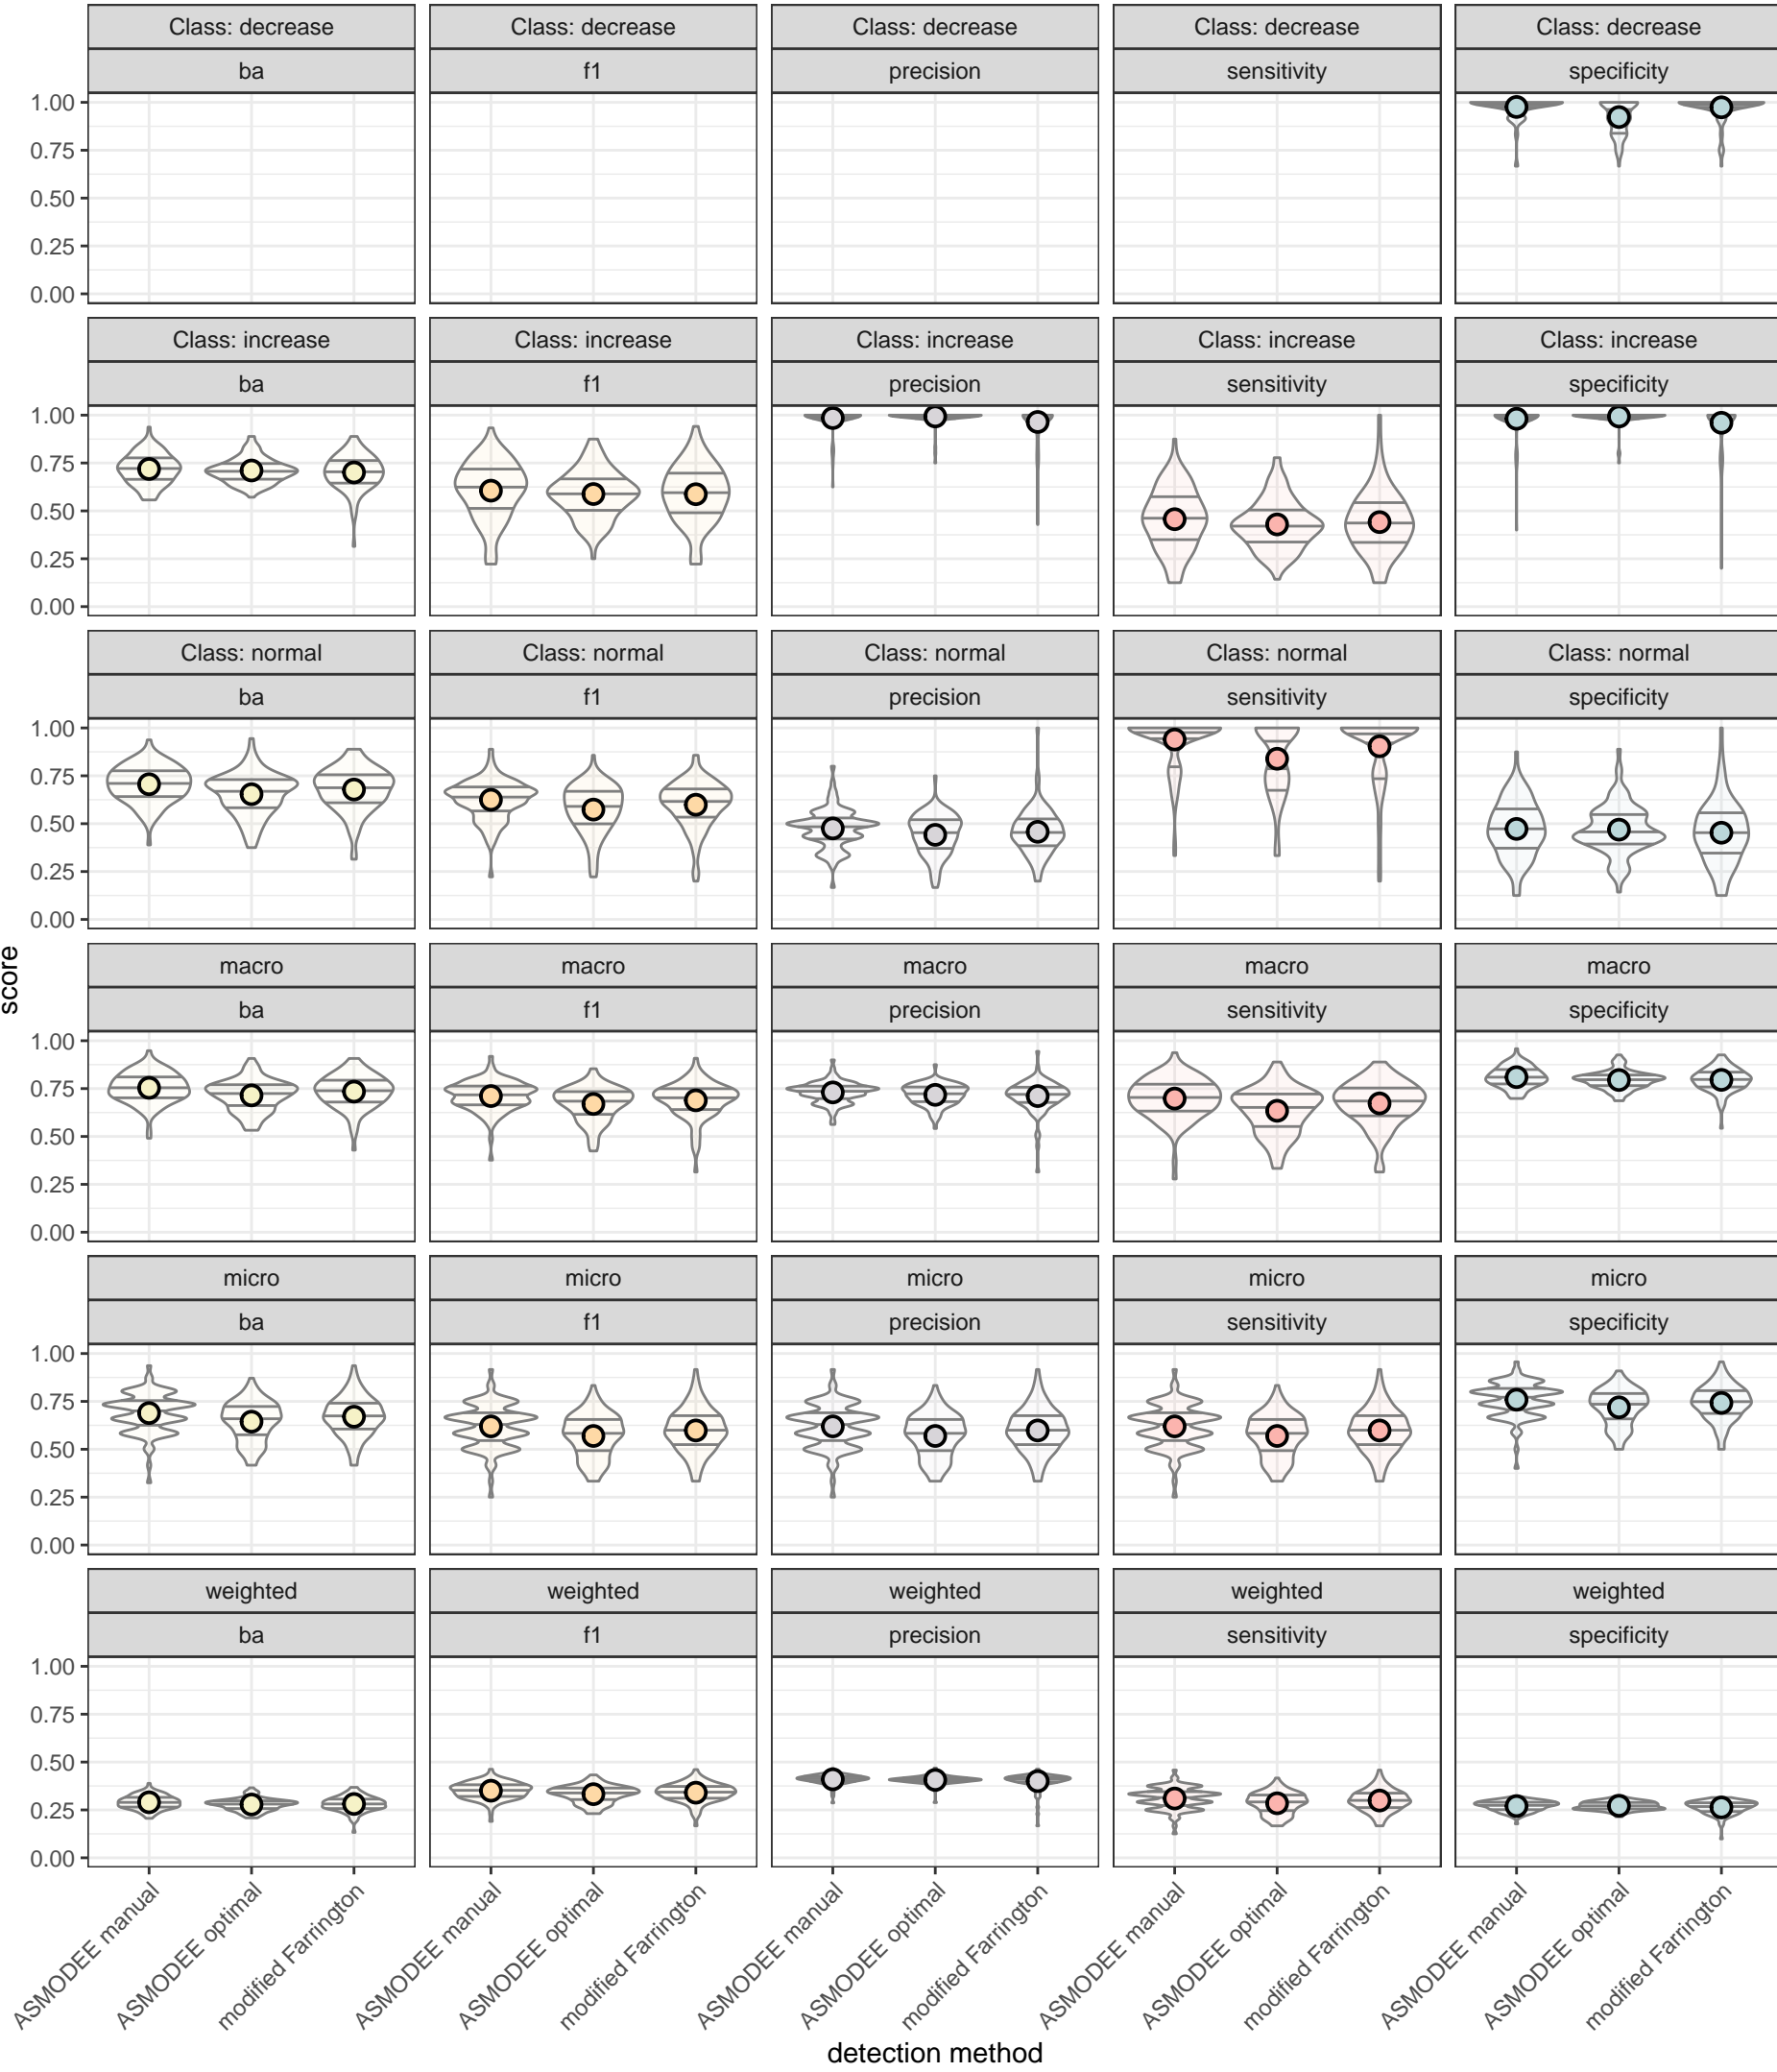 Class: decrease Class: decrease Class: decrease Class: decrease Class: decrease
ba f1 precision sensitivity specificity
1.00
0.75
0.50
0.25
0.00
Class: increase Class: increase Class: increase Class: increase Class: increase
ba f1 precision sensitivity specificity
1.00
0.75
0.50
0.25
0.00
Class: normal Class: normal Class: normal Class: normal Class: normal
ba f1 precision sensitivity specificity
1.00
0.75
0.50
0.25
0.00
score
macro macro macro macro macro
ba f1 precision sensitivity specificity
1.00
0.75
0.50
0.25
0.00
micro micro micro micro micro
ba f1 precision sensitivity specificity
1.00
0.75
0.50
0.25
0.00
weighted weighted weighted weighted weighted
ba f1 precision sensitivity specificity
1.00
0.75
0.50
0.25
0.00
ASMODEE manual
ASMODEE optimal
modified Farrington
ASMODEE manual
ASMODEE optimal
modified Farrington
ASMODEE manual
ASMODEE optimal
modified Farrington
ASMODEE manual
ASMODEE optimal
modified Farrington
ASMODEE manual
ASMODEE optimal
modified Farrington
detection method